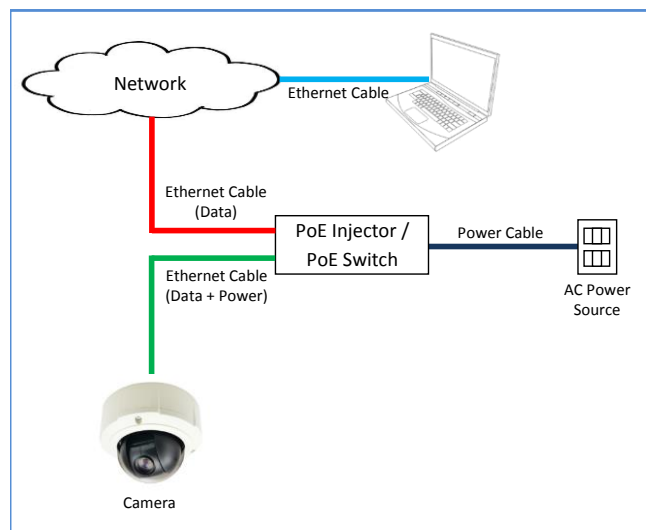 Network
Ethernet Cable
Ethernet Cable
(Data)
PoE Injector /
PoE Switch
Power Cable
Ethernet Cable
(Data + Power)
AC Power
Source
Camera